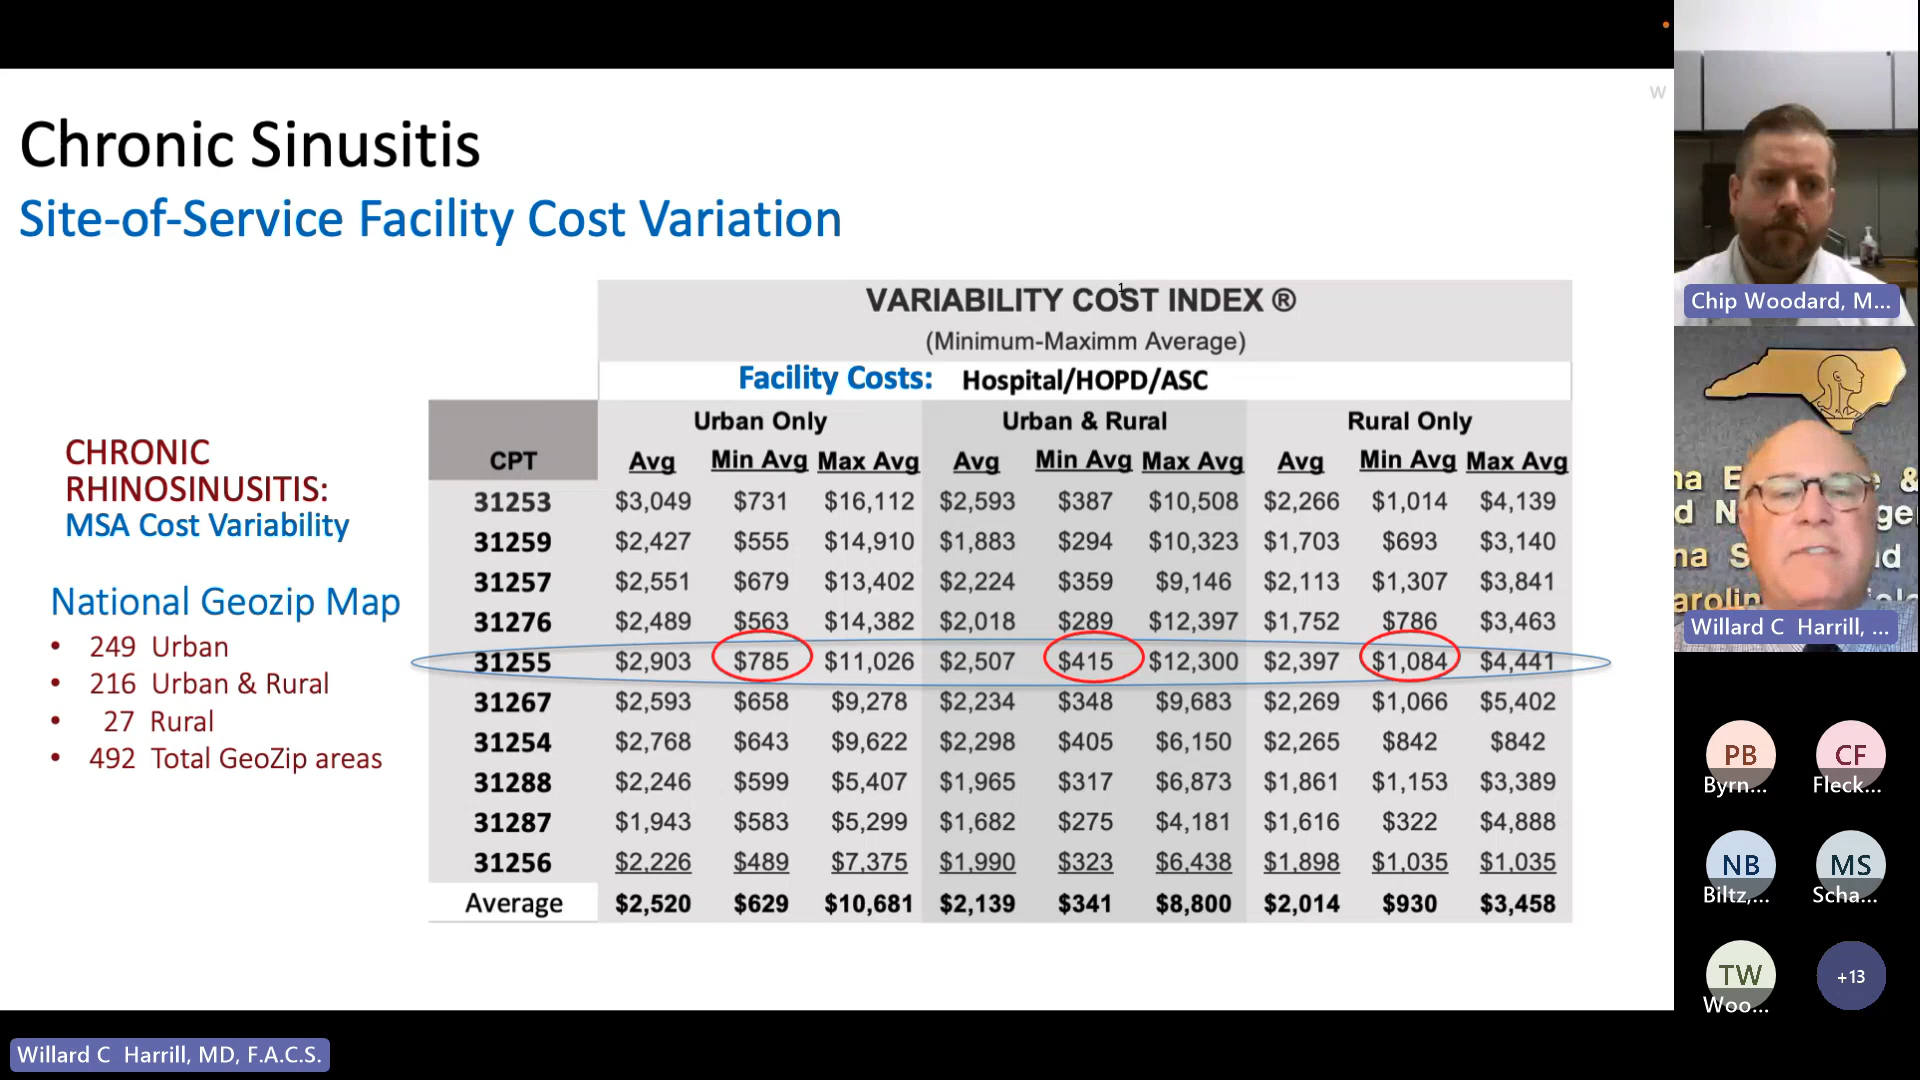 W
Chronic Sinusitis
Site-of-Service Facility Cost Variation
VARIABILITY COST INDEX ®
1
(Minimum-Maximm Average)
Facility Costs: Hospital/HOPD/ASC
Urban Only Urban & Rural Rural Only
CPT Avg Min Avg Max Avg Avg Min Avg Max Avg Avg Min Avg Max Avg
31253 $3,049 $731 $16,112 $2,593 $387 $10,508 $2,266 $1,014 $4,139
31259 $2,427 $555 $14,910 $1,883 $294 $10,323 $1,703 $693 $3,140
31257 $2,551 $679 $13,402 $2,224 $359 $9,146 $2,113 $1,307 $3,841
31276 $2,489 $563 $14,382 $2,018 $289 $12,397 $1,752 $786 $3,463
31255 $2,903 $785 $11,026 $2,507 $415 $12,300 $2,397 $1,084 $4,441
31267 $2,593 $658 $9,278 $2,234 $348 $9,683 $2,269 $1,066 $5,402
31254 $2,768 $643 $9,622 $2,298 $405 $6,150 $2,265 $842 $842
31288 $2,246 $599 $5,407 $1,965 $317 $6,873 $1,861 $1,153 $3,389
31287 $1,943 $583 $5,299 $1,682 $275 $4,181 $1,616 $322 $4,888
31256 $2,226 $489 $7,375 $1,990 $323 $6,438 $1,898 $1,035 $1,035
Average $2,520 $629 $10,681 $2,139 $341 $8,800 $2,014 $930 $3,458
CHRONIC
RHINOSINUSITIS:
MSA Cost Variability
National Geozip Map
• 249 Urban
• 216 Urban & Rural
• 27 Rural
• 492 Total GeoZip areas
Chip Woodard, M...
Willard C Harrill, ...
PB
Byrn...
CF
Fleck...
NB
Biltz,...
MS
Scha...
TW
Woo...
+13
Willard C Harrill, MD, F.A.C.S.